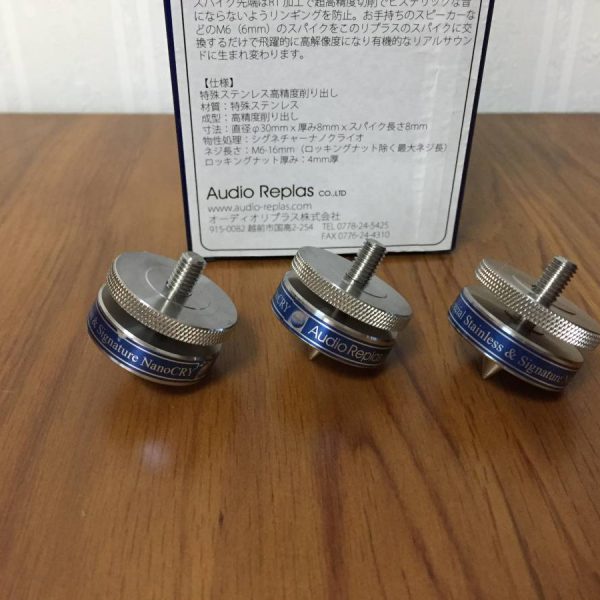 スパイク先端はR1加工で超高精度切削でヒステリックな音
にならないようリンギングを防止。お手持ちのスピーカーな
どのM6（6mm）のスパイクをこのリプラスのスパイクに交
換するだけで飛躍的に高解像度になり有機的なリアルサウン
ドに生まれ変わります。
【仕様】
特殊ステンレス高精度削り出し
材質：特殊ステンレス
成型：高精度削り出し
寸法：直径φ30mm x 厚み8mm x スパイク長さ8mm
物性処理：シグネチャーナノクライオ
ネジ長さ：M6-16mm（ロッキングナット除く最大ネジ長）
ロッキングナット厚み：4mm厚
Audio Replas CO.,LTD
www.audio-replas.com
オーディオリプラス株式会社
915-0082 越前市国高2-254 TEL 0778-24-5425
FAX 0776-24-4310
& Signature NanoCRY
CRY Audio Replas
Stainless & Signature